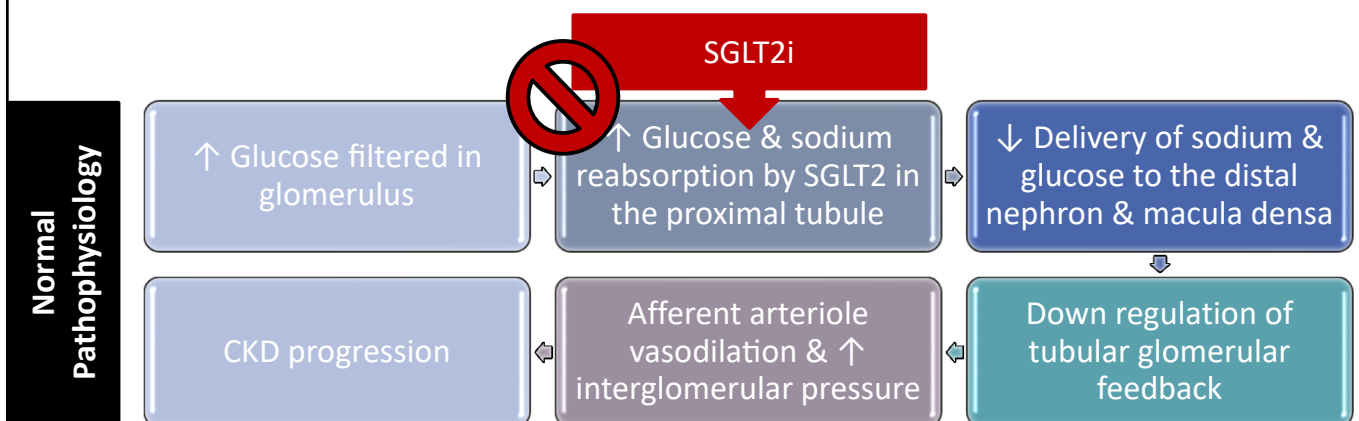 SGLT2i
Normal
Pathophysiology
↑ Glucose filtered in
glomerulus
↑ Glucose & sodium
reabsorption by SGLT2 in
the proximal tubule
↓ Delivery of sodium &
glucose to the distal
nephron & macula densa
CKD progression
Afferent arteriole
vasodilation & ↑
interglomerular pressure
Down regulation of
tubular glomerular
feedback